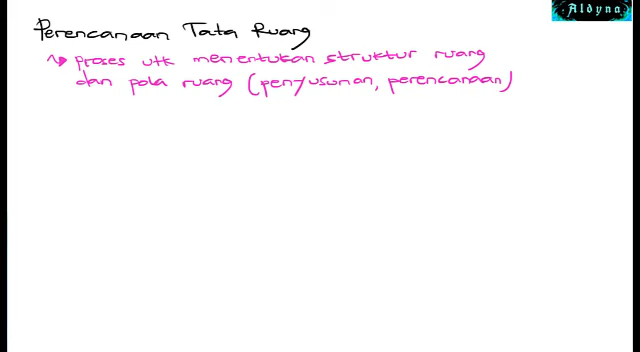 Aldyna
Perencanaan Tata Ruang
proses utk menentukan struktur ruang
dan pola ruang (penyusunan, perencanaan)